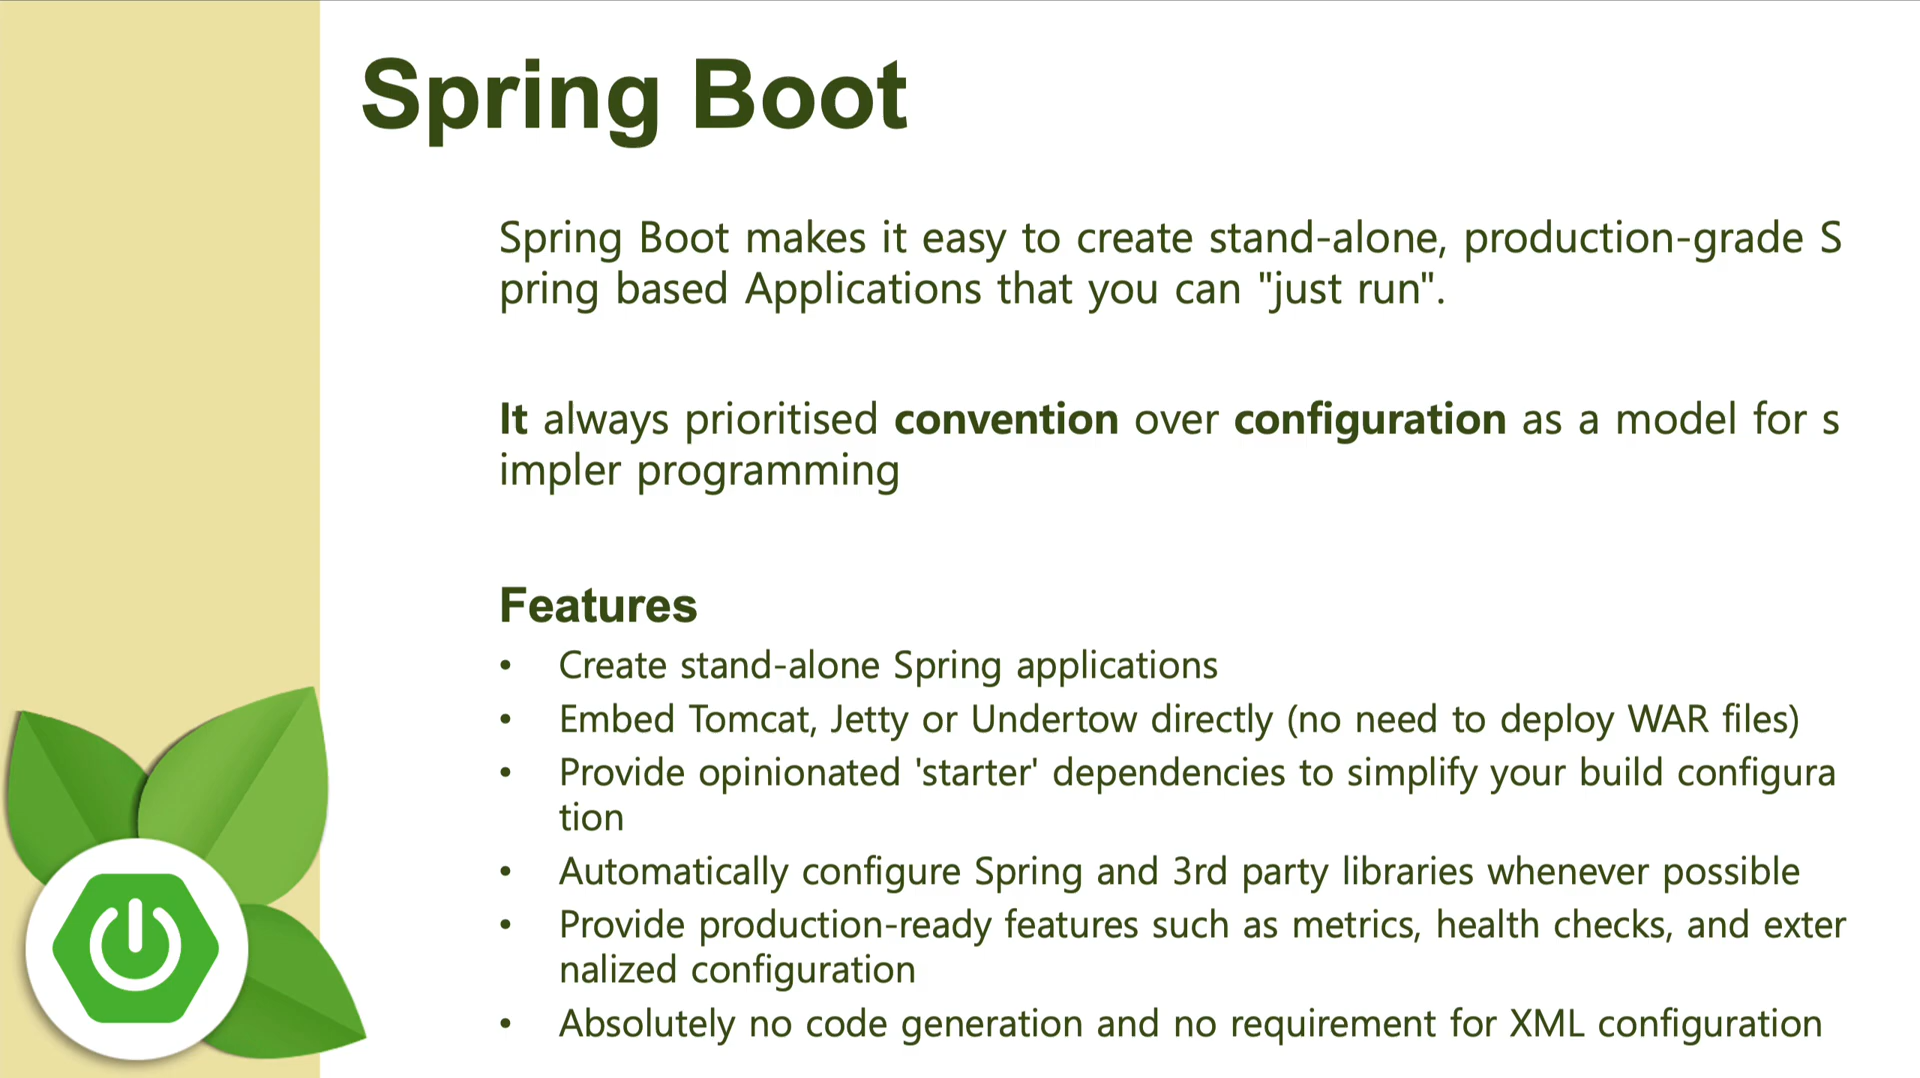 Spring Boot
Spring Boot makes it easy to create stand-alone, production-grade S
pring based Applications that you can "just run".
It always prioritised convention over configuration as a model for s
impler programming
Features
• Create stand-alone Spring applications
• Embed Tomcat, Jetty or Undertow directly (no need to deploy WAR files)
• Provide opinionated 'starter' dependencies to simplify your build configura
tion
• Automatically configure Spring and 3rd party libraries whenever possible
• Provide production-ready features such as metrics, health checks, and exter
nalized configuration
• Absolutely no code generation and no requirement for XML configuration